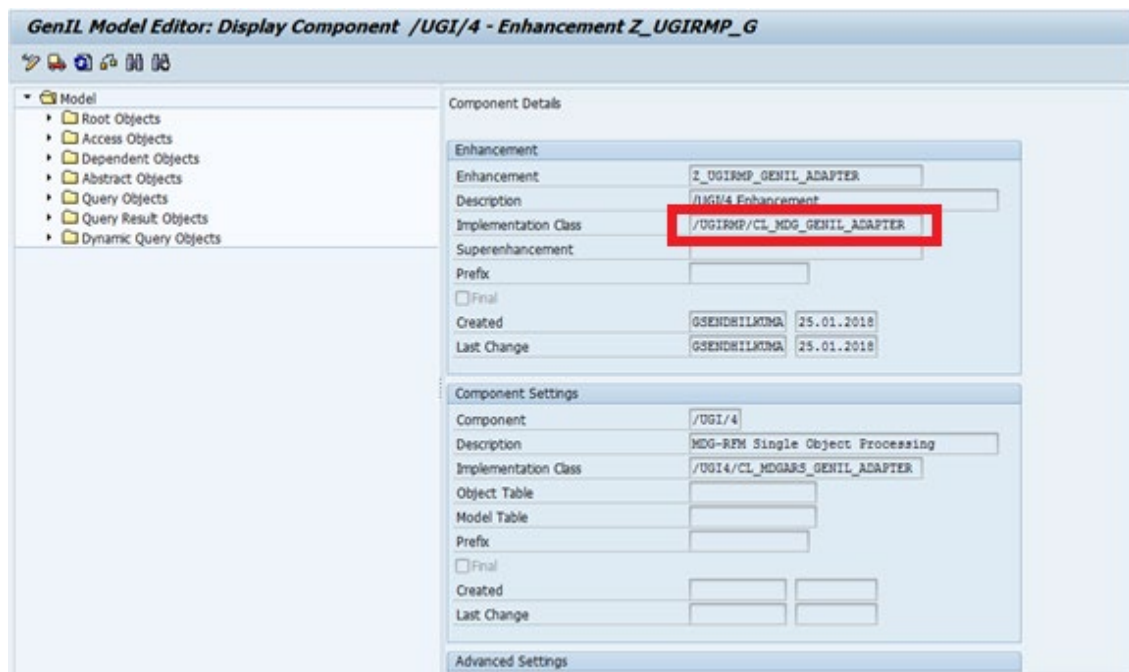 GenIL Model Editor: Display Component /UGI/4 - Enhancement Z_UGIRMP_G
Model
Root Objects
Access Objects
Dependent Objects
Abstract Objects
Query Objects
Query Result Objects
Dynamic Query Objects
Component Details
Enhancement
Enhancement Z_UGIRMP_GENIL_ADAPTER
Description /UGI/4 Enhancement
Implementation Class /UGIRMP/CL_MDG_GENIL_ADAPTER
Superenhancement
Prefix
Final
Created GSENDHILKUMA 25.01.2018
Last Change GSENDHILKUMA 25.01.2018
Component Settings
Component /UGI/4
Description MDG-RFM Single Object Processing
Implementation Class /UGI4/CL_MDGARS_GENIL_ADAPTER
Object Table
Model Table
Prefix
Final
Created
Last Change
Advanced Settings